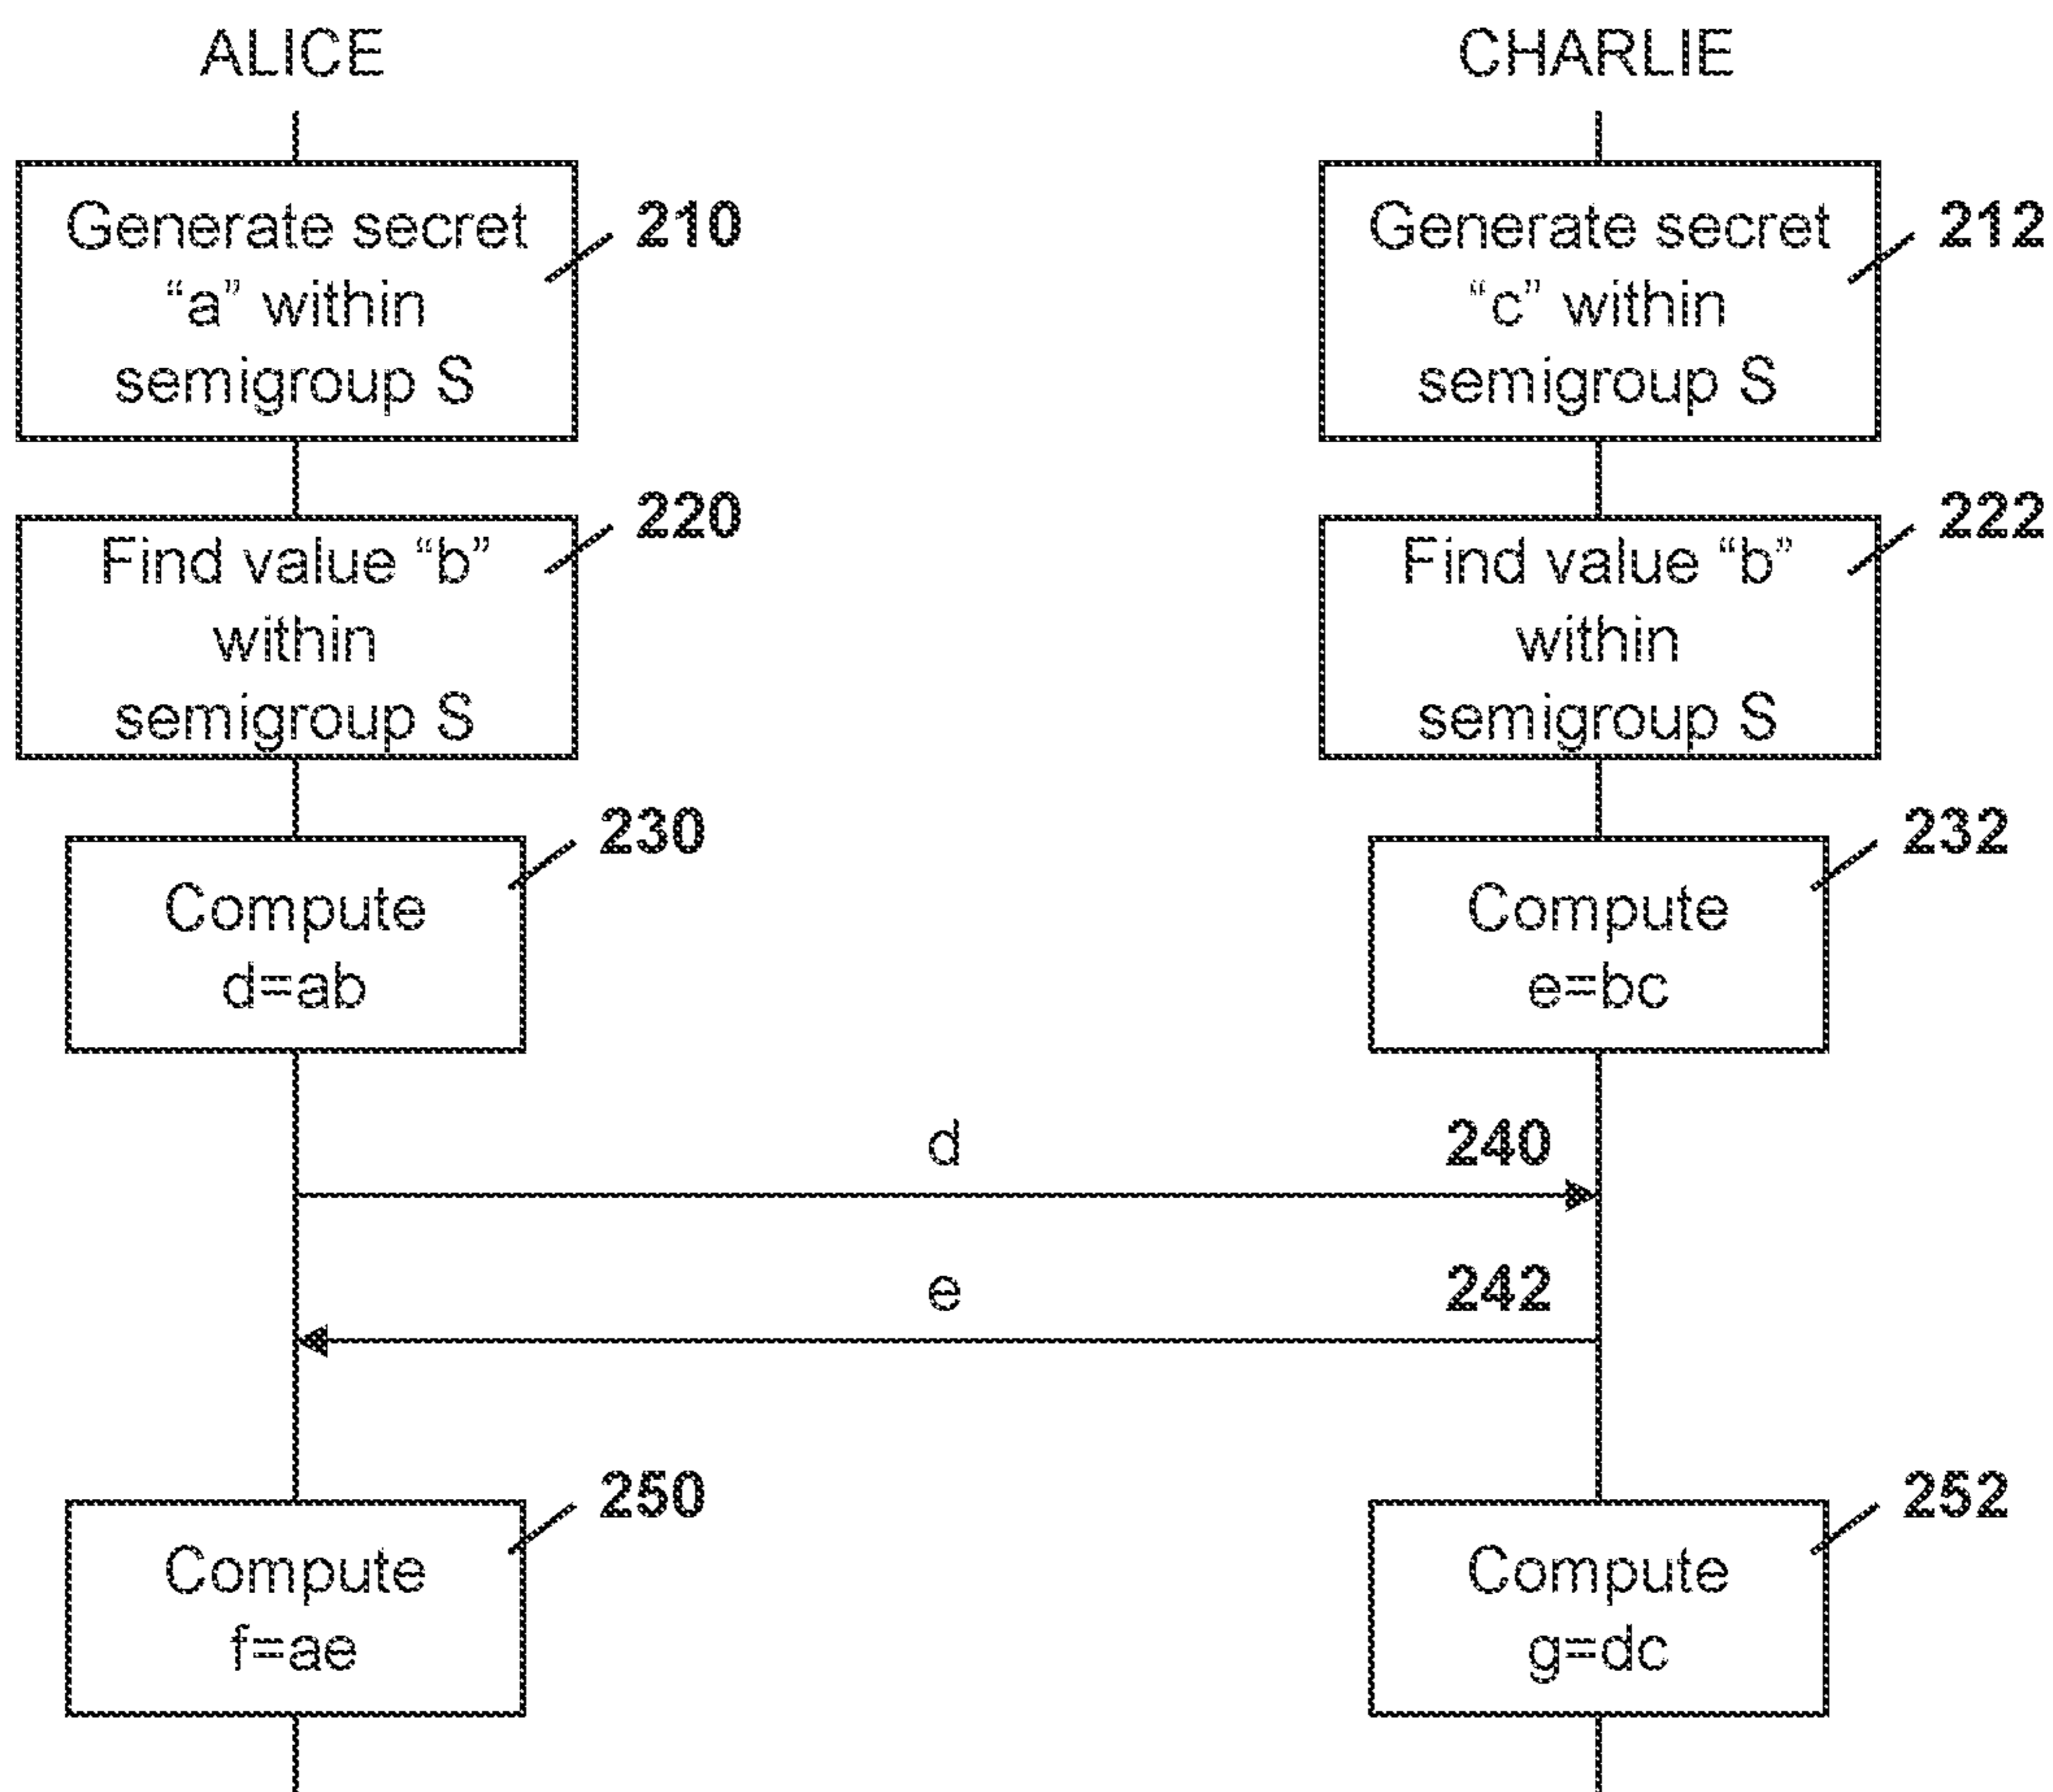 ALICE
CHARLIE
Generate secret
“a” within
semigroup S
210
Generate secret
“c” within
semigroup S
212
Find value “b”
within
semigroup S
220
Find value “b”
within
semigroup S
222
Compute
d=ab
230
Compute
e=bc
232
d
240
e
242
Compute
f=ae
250
Compute
g=dc
252